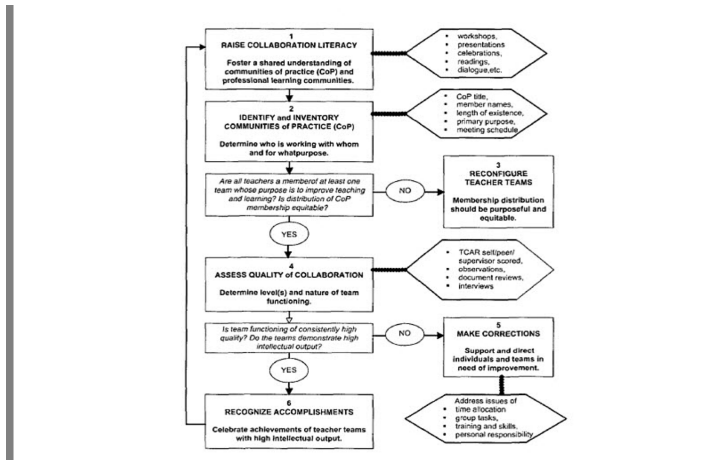 1
RAISE COLLABORATION LITERACY
Foster a shared understanding of
communities of practice (CoP) and
professional learning communities.
workshops,
presentations
celebrations,
readings,
dialogue,etc.
2
IDENTIFY and INVENTORY
COMMUNITIES of PRACTICE (CoP)
Determine who is working with whom
and for whatpurpose.
CoP title,
member names,
length of existence,
primary purpose,
meeting schedule
Are all teachers a memberof at least one
team whose purpose is to improve teaching
and learning? Is distribution of CoP
membership equitable?
NO
3
RECONFIGURE
TEACHER TEAMS
Membership distribution
should be purposeful and
equitable.
YES
4
ASSESS QUALITY of COLLABORATION
Determine level(s) and nature of team
functioning.
TCAR self/peer/
supervisor scored,
observations,
document reviews,
interviews
Is team functioning of consistently high
quality? Do the teams demonstrate high
intellectual output?
NO
5
MAKE CORRECTIONS
Support and direct
individuals and teams in
need of improvement.
YES
6
RECOGNIZE ACCOMPLISHMENTS
Celebrate achievements of teacher teams
with high intellectual output.
Address issues of
time allocation
group tasks,
training and skills,
personal responsibility